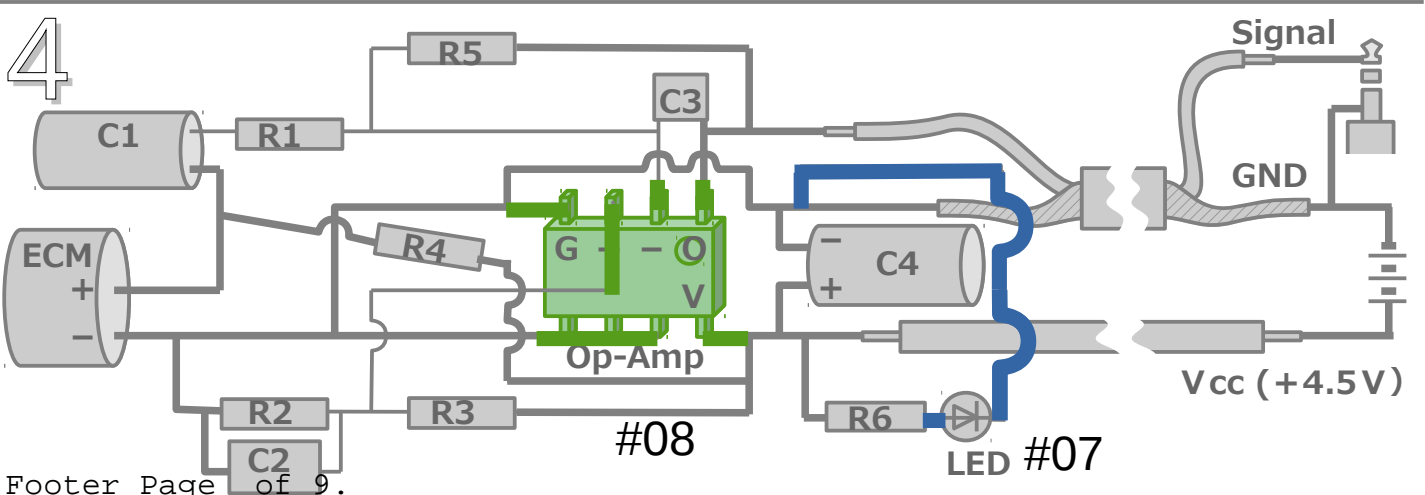 4
Signal
R5
C3
C1
R1
GND
ECM
+
−
R4
G + − O
V
Op-Amp
−
+
C4
Vcc (+4.5V)
R2
R3
R6
#08
LED
#07
C2
Footer Page of 9.